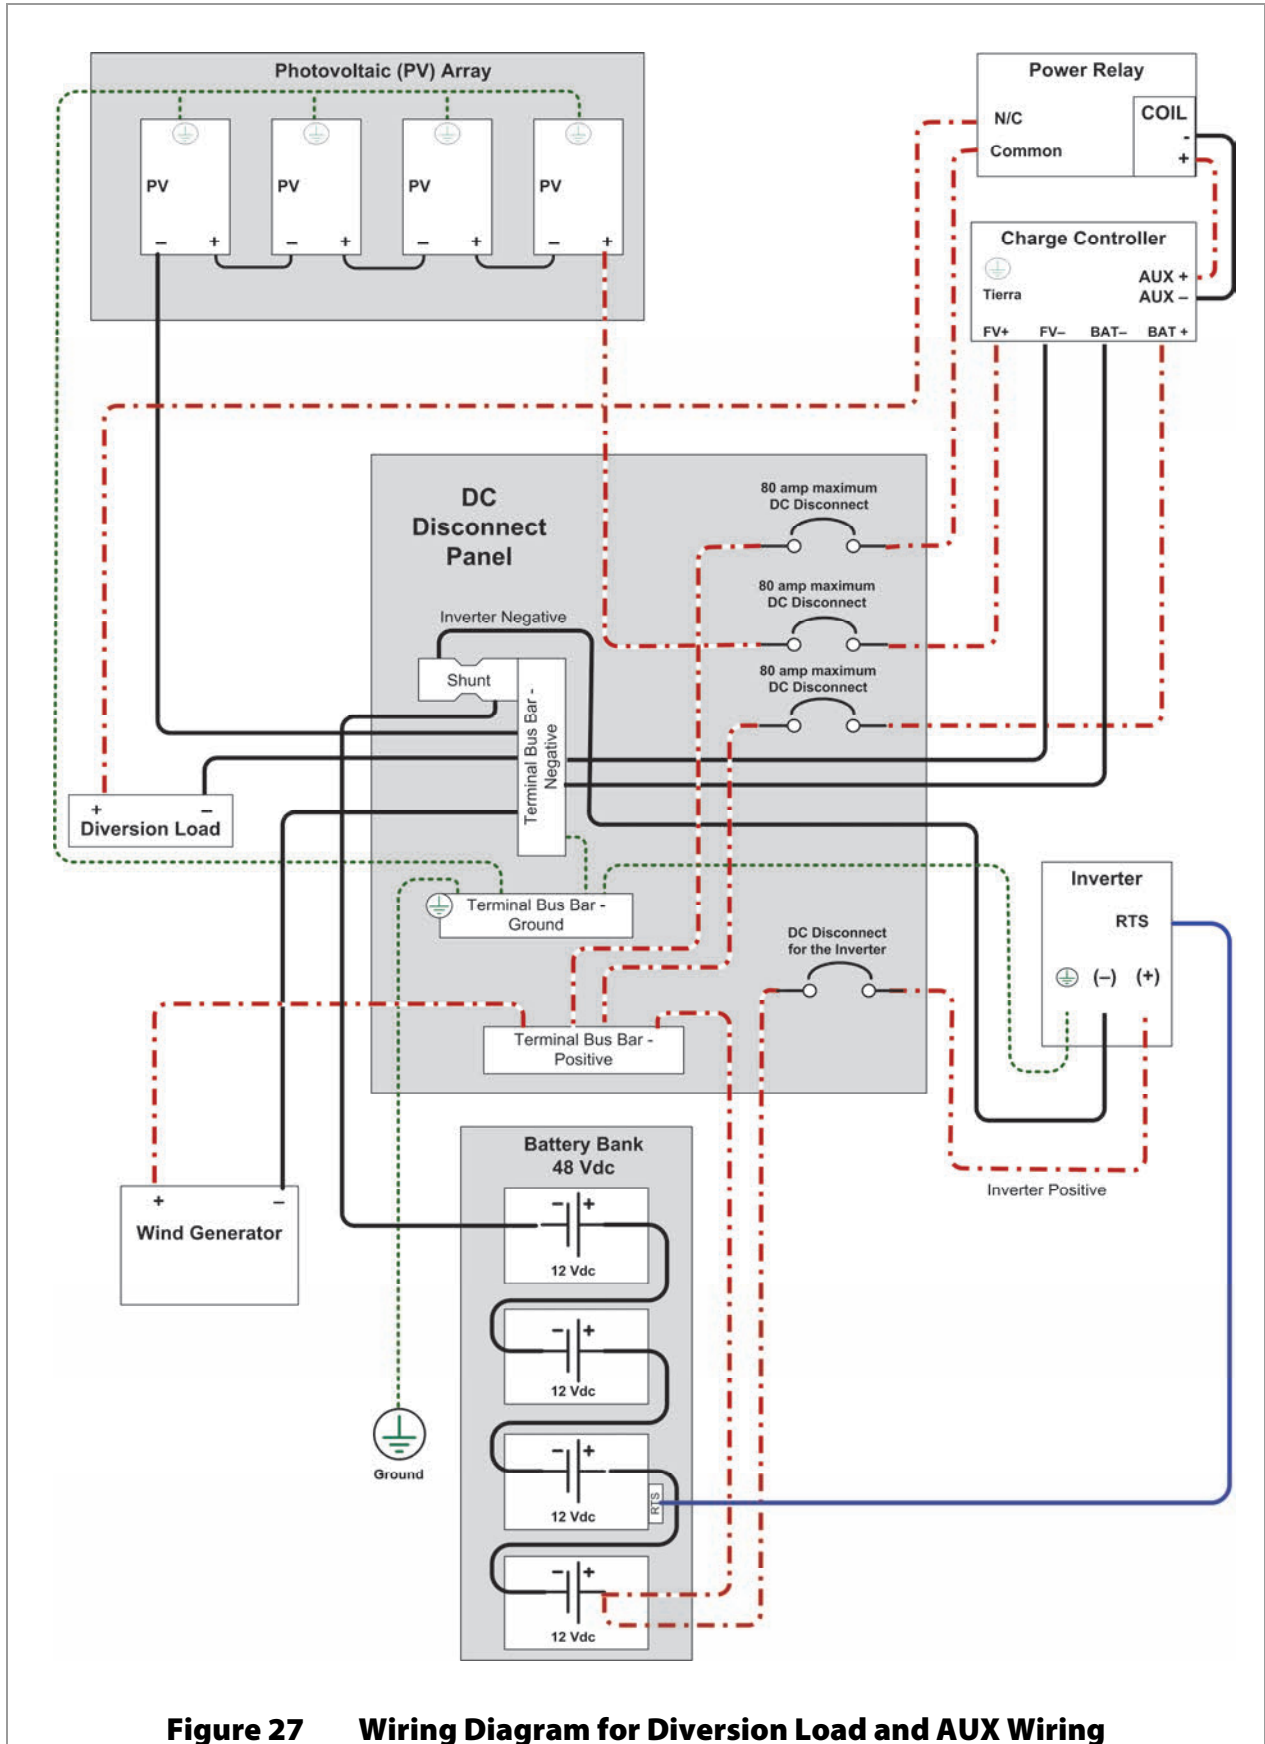 Photovoltaic (PV) Array
PV
PV
PV
PV
– +
– +
– +
– +
Power Relay
N/C
COIL
-
Common
+
Charge Controller
AUX +
Tierra
AUX –
FV+ FV– BAT– BAT +
DC
Disconnect
Panel
80 amp maximum
DC Disconnect
80 amp maximum
DC Disconnect
80 amp maximum
DC Disconnect
Inverter Negative
Shunt
Terminal Bus Bar -
Negative
+ –
Diversion Load
Terminal Bus Bar -
Ground
DC Disconnect
for the Inverter
Inverter
RTS
(–) (+)
Terminal Bus Bar -
Positive
Inverter Positive
+ –
Wind Generator
Battery Bank
48 Vdc
– +
12 Vdc
– +
12 Vdc
– +
12 Vdc
RTS
– +
12 Vdc
Ground
Figure 27 Wiring Diagram for Diversion Load and AUX Wiring